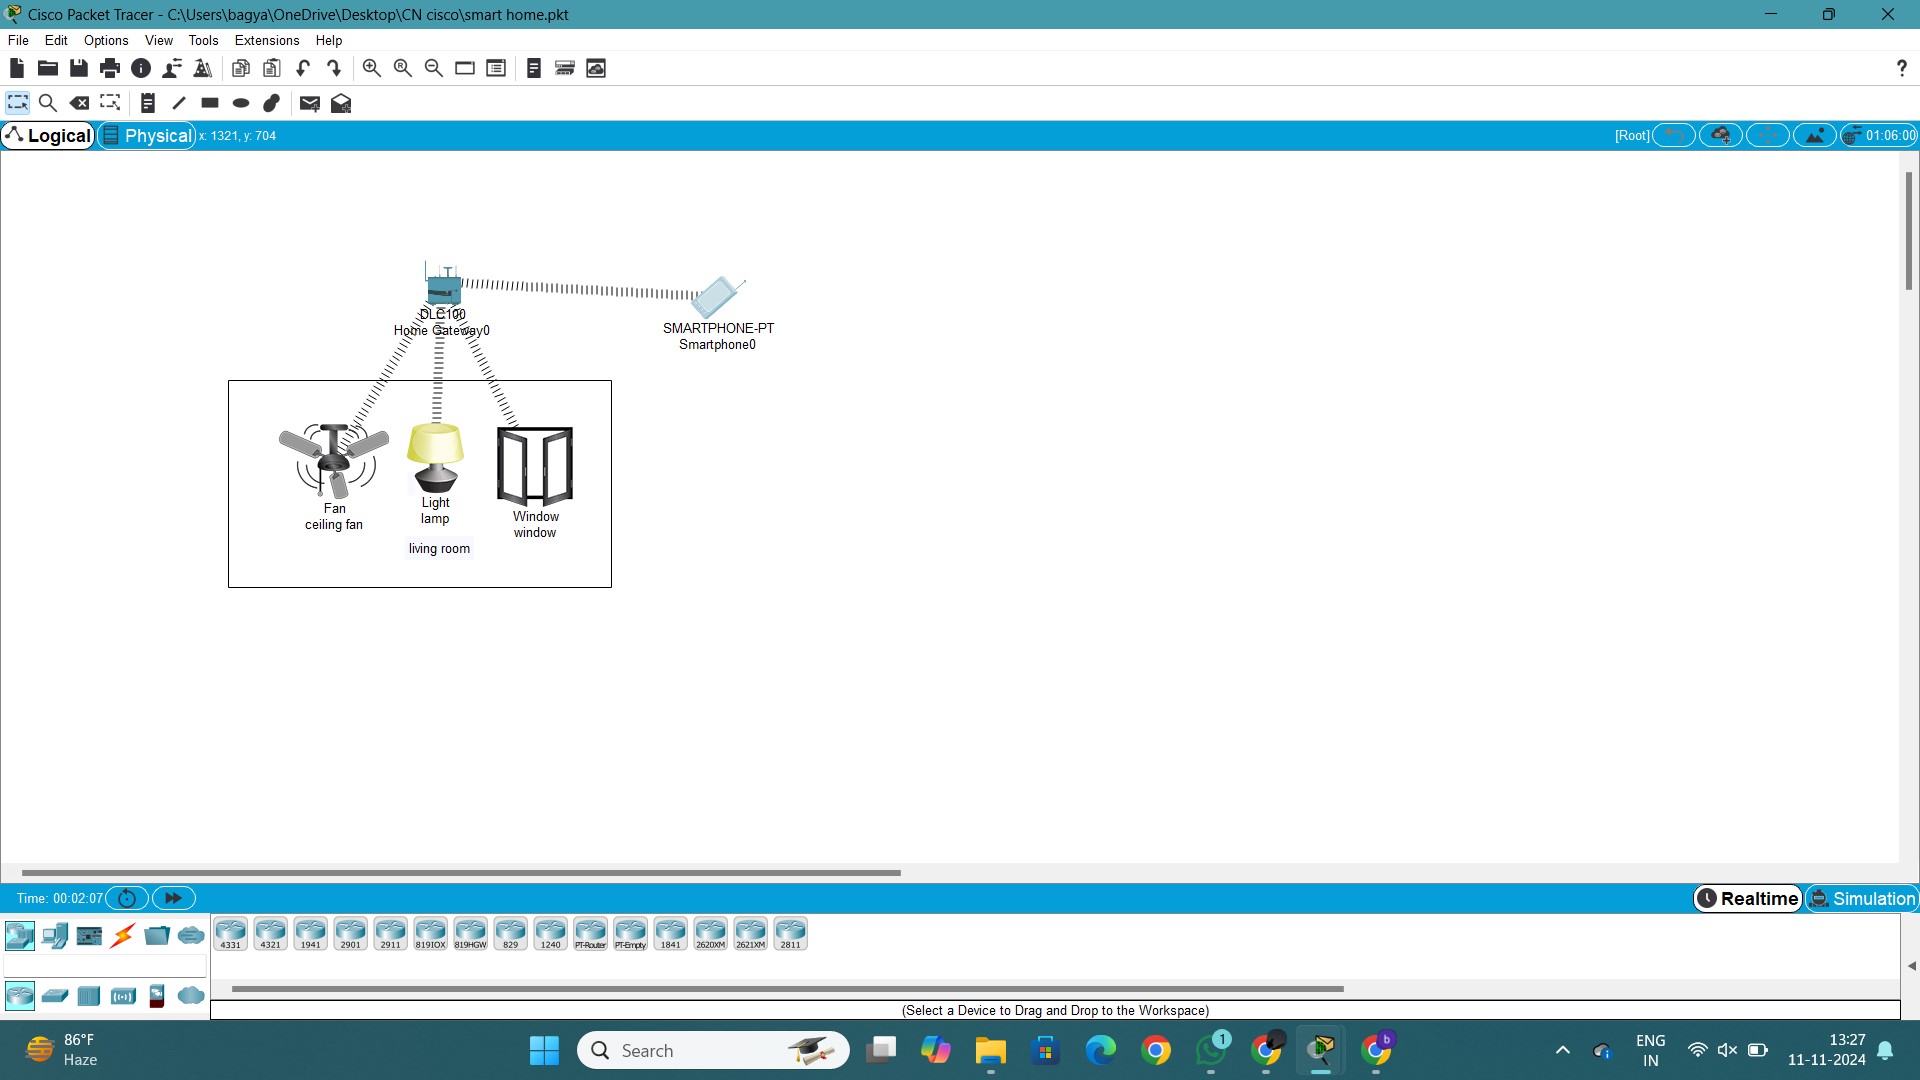 Cisco Packet Tracer - C:\Users\bagya\OneDrive\Desktop\CN cisco\smart home.pkt
File Edit Options View Tools Extensions Help
?
Logical Physical x: 1321, y: 704 [Root] 01:06:00
DLC100
Home Gateway0
SMARTPHONE-PT
Smartphone0
Fan
ceiling fan
Light
lamp
Window
window
living room
Time: 00:02:07 Realtime Simulation
4331 4321 1941 2901 2911 819IOX 819HGW 829 1240 PT-Router PT-Empty 1841 2620XM 2621XM 2811
(Select a Device to Drag and Drop to the Workspace)
86°F
Haze
Search
1
b
ENG
IN
13:27
11-11-2024